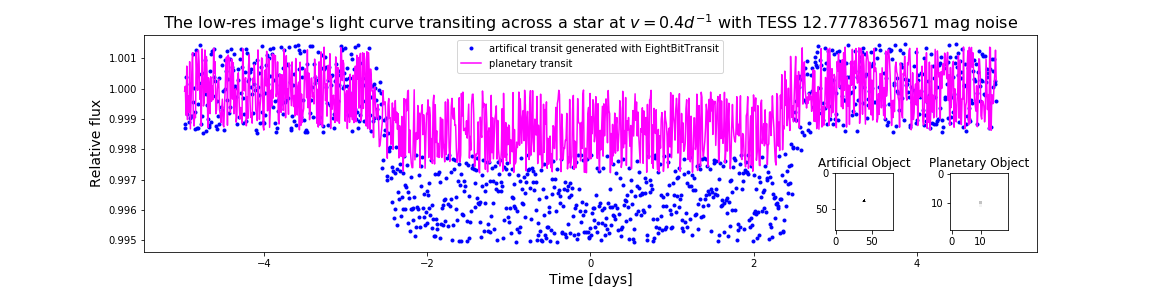 The low-res image's light curve transiting across a star at v = 0.4d⁻¹ with TESS 12.7778365671 mag noise
artifical transit generated with EightBitTransit
planetary transit
Relative flux
1.001
1.000
0.999
0.998
0.997
0.996
0.995
Artificial Object
Planetary Object
0
50
0
50
0
10
0
10
−4
−2
0
2
4
Time [days]